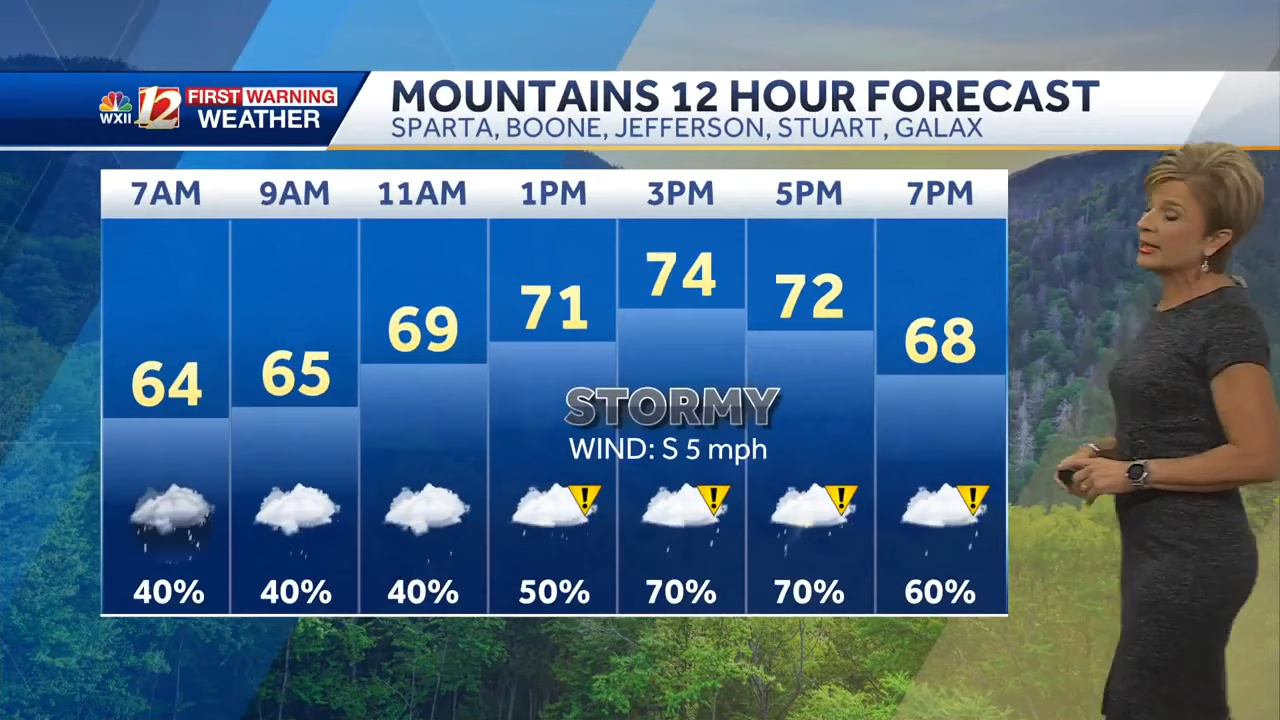 WXII 12 FIRST WARNING
WEATHER
MOUNTAINS 12 HOUR FORECAST
SPARTA, BOONE, JEFFERSON, STUART, GALAX
7AM 9AM 11AM 1PM 3PM 5PM 7PM
64 65 69 71 74 72 68
STORMY
WIND: S 5 mph
! ! ! !
40% 40% 40% 50% 70% 70% 60%